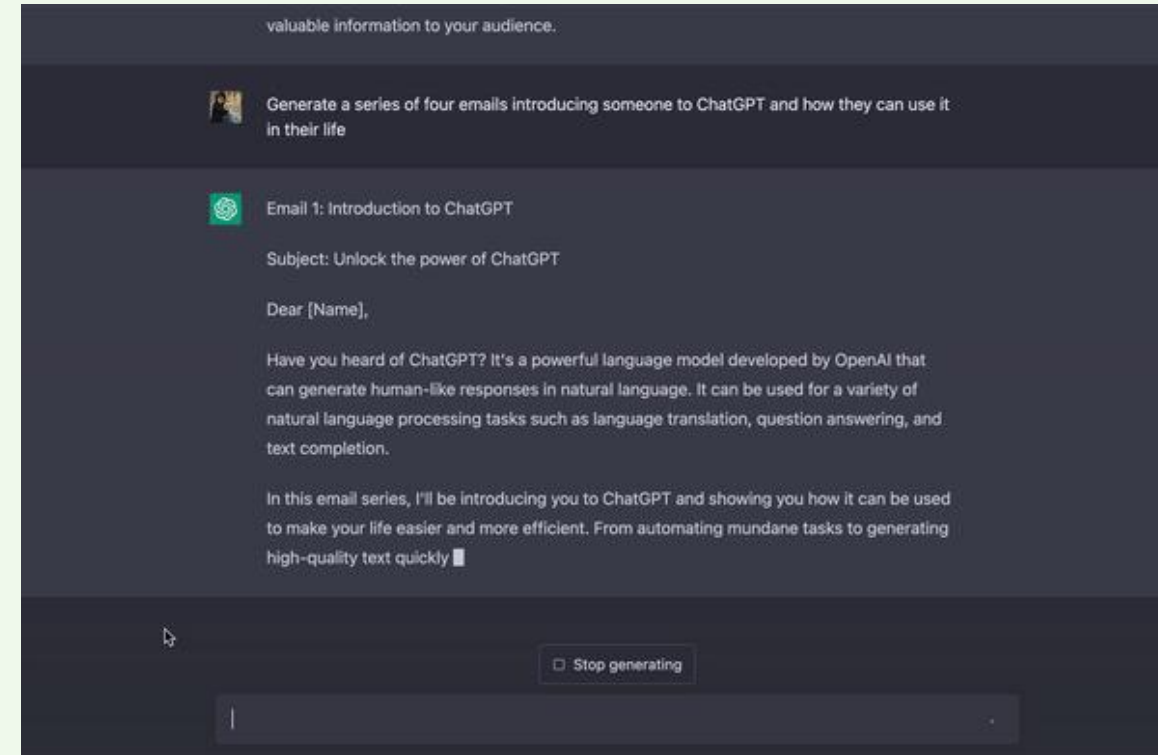 valuable information to your audience.
Generate a series of four emails introducing someone to ChatGPT and how they can use it
in their life
Email 1: Introduction to ChatGPT
Subject: Unlock the power of ChatGPT
Dear [Name],
Have you heard of ChatGPT? It's a powerful language model developed by OpenAI that
can generate human-like responses in natural language. It can be used for a variety of
natural language processing tasks such as language translation, question answering, and
text completion.
In this email series, I'll be introducing you to ChatGPT and showing you how it can be used
to make your life easier and more efficient. From automating mundane tasks to generating
high-quality text quickly
Stop generating